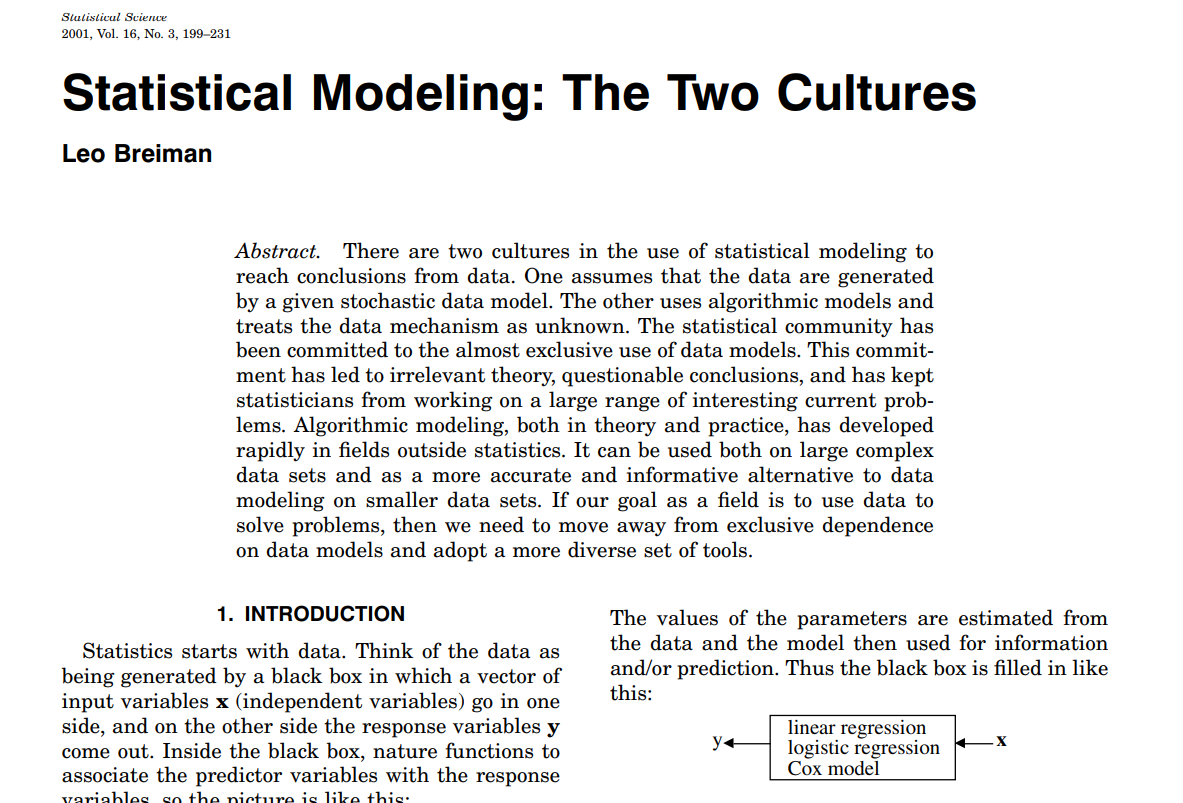 Statistical Science
2001, Vol. 16, No. 3, 199–231
Statistical Modeling: The Two Cultures
Leo Breiman
Abstract. There are two cultures in the use of statistical modeling to
reach conclusions from data. One assumes that the data are generated
by a given stochastic data model. The other uses algorithmic models and
treats the data mechanism as unknown. The statistical community has
been committed to the almost exclusive use of data models. This commit-
ment has led to irrelevant theory, questionable conclusions, and has kept
statisticians from working on a large range of interesting current prob-
lems. Algorithmic modeling, both in theory and practice, has developed
rapidly in fields outside statistics. It can be used both on large complex
data sets and as a more accurate and informative alternative to data
modeling on smaller data sets. If our goal as a field is to use data to
solve problems, then we need to move away from exclusive dependence
on data models and adopt a more diverse set of tools.
1. INTRODUCTION
Statistics starts with data. Think of the data as
being generated by a black box in which a vector of
input variables x (independent variables) go in one
side, and on the other side the response variables y
come out. Inside the black box, nature functions to
associate the predictor variables with the response
variables, so the picture is like this:
The values of the parameters are estimated from
the data and the model then used for information
and/or prediction. Thus the black box is filled in like
this:
linear regression
y logistic regression x
Cox model